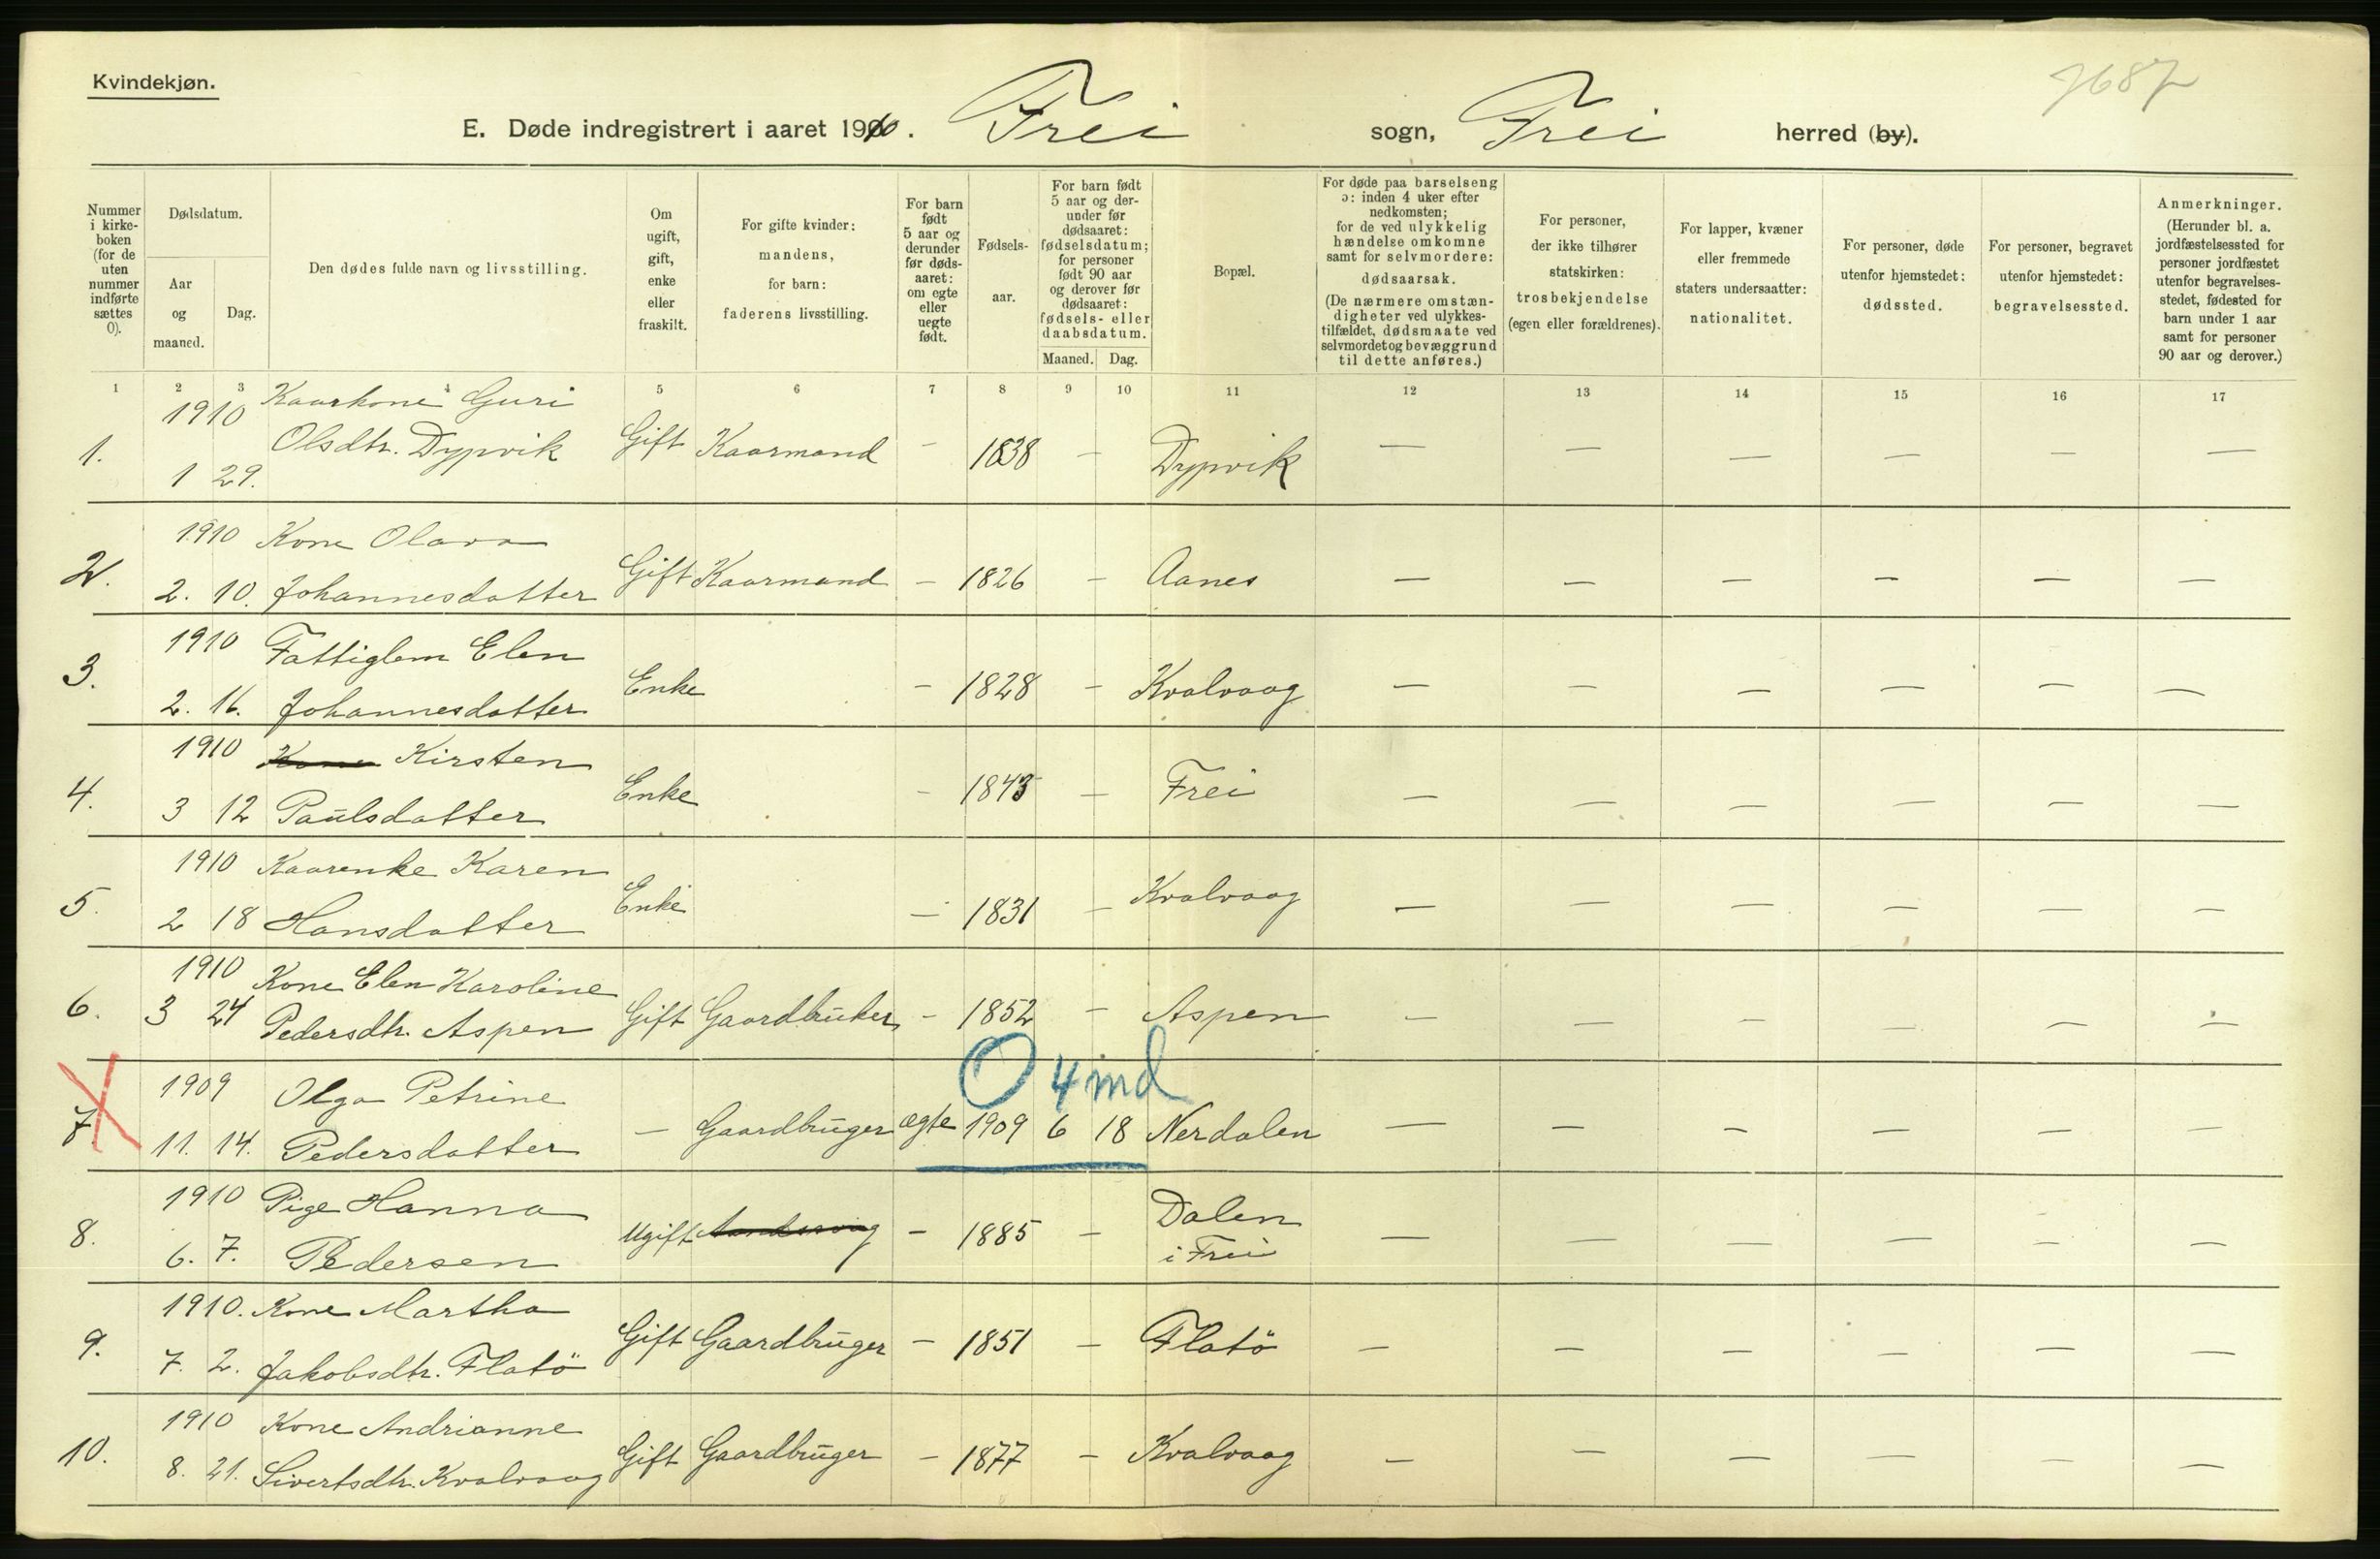 Kvindekjøn.
7687
E. Døde indregistrert i aaret 1910. Frei sogn, Frei herred (by).
Nummer i kirkeboken (for de uten nummer indførte sættes 0).
Dødsdatum.
Aar og maaned.
Dag.
Den dødes fulde navn og livsstilling.
Om ugift, gift, enke eller fraskilt.
For gifte kvinder: mandens, for barn: faderens livsstilling.
For barn født 5 aar og derunder før dødsaaret: om egte eller uegte født.
Fødselsaar.
For barn født 5 aar og derunder før dødsaaret: fødselsdatum; for personer født 90 aar og derover før dødsaaret: fødsels- eller daabsdatum.
Maaned. Dag.
Bopæl.
For døde paa barselseng ɔ: inden 4 uker efter nedkomsten; for de ved ulykkelig hændelse omkomne samt for selvmordere: dødsaarsak. (De nærmere omstændigheter ved ulykkestilfældet, dødsmaate ved selvmordet og bevæggrund til dette anføres.)
For personer, der ikke tilhører statskirken: trosbekjendelse (egen eller forældrenes).
For lapper, kvæner eller fremmede staters undersaatter: nationalitet.
For personer, døde utenfor hjemstedet: dødssted.
For personer, begravet utenfor hjemstedet: begravelsessted.
Anmerkninger. (Herunder bl. a. jordfæstelsessted for personer jordfæstet utenfor begravelsesstedet, fødested for barn under 1 aar samt for personer 90 aar og derover.)
1 2 3 4 5 6 7 8 9 10 11 12 13 14 15 16 17
1910 Kaarkone Guri
1. 1 29. Olsdtr. Dypvik Gift Kaarmand - 1838 - Dypvik — — — — — —
1910 Kone Olava
2. 2. 10. Johannesdatter Gift Kaarmand - 1826 - Aanes — — — — — —
1910 Fattiglem Elen
3. 2. 16. Johannesdatter Enke - 1828 - Kvalvaag — — — — — —
1910 Kone Kirsten
4. 3 12 Paulsdatter Enke - 1843 - Frei — — — — — —
1910 Kaarenke Karen
5. 2 18 Hansdatter Enke - 1831 - Kvalvaag — — — — — —
1910 Kone Elen Karoline
6. 3 24 Pedersdtr. Aspen Gift Gaardbruker - 1852 - Aspen — — — — — —
O 4 md
1909 Olga Petrine
7. 11. 14. Pedersdatter - Gaardbruger ægte 1909 6 18 Nerdalen — — — — — —
1910 Pige Hanna
8. 6. 7. Pedersen Ugift - 1885 - Dalen i Frei — — — — — —
1910. Kone Martha
9. 7. 2. Jakobsdtr. Flatö Gift Gaardbruger - 1851 - Flatö — — — — — —
1910 Kone Andrianne
10. 8. 21. Sivertsdtr. Kvalvaag Gift Gaardbruger - 1877 - Kvalvaag — — — — — —